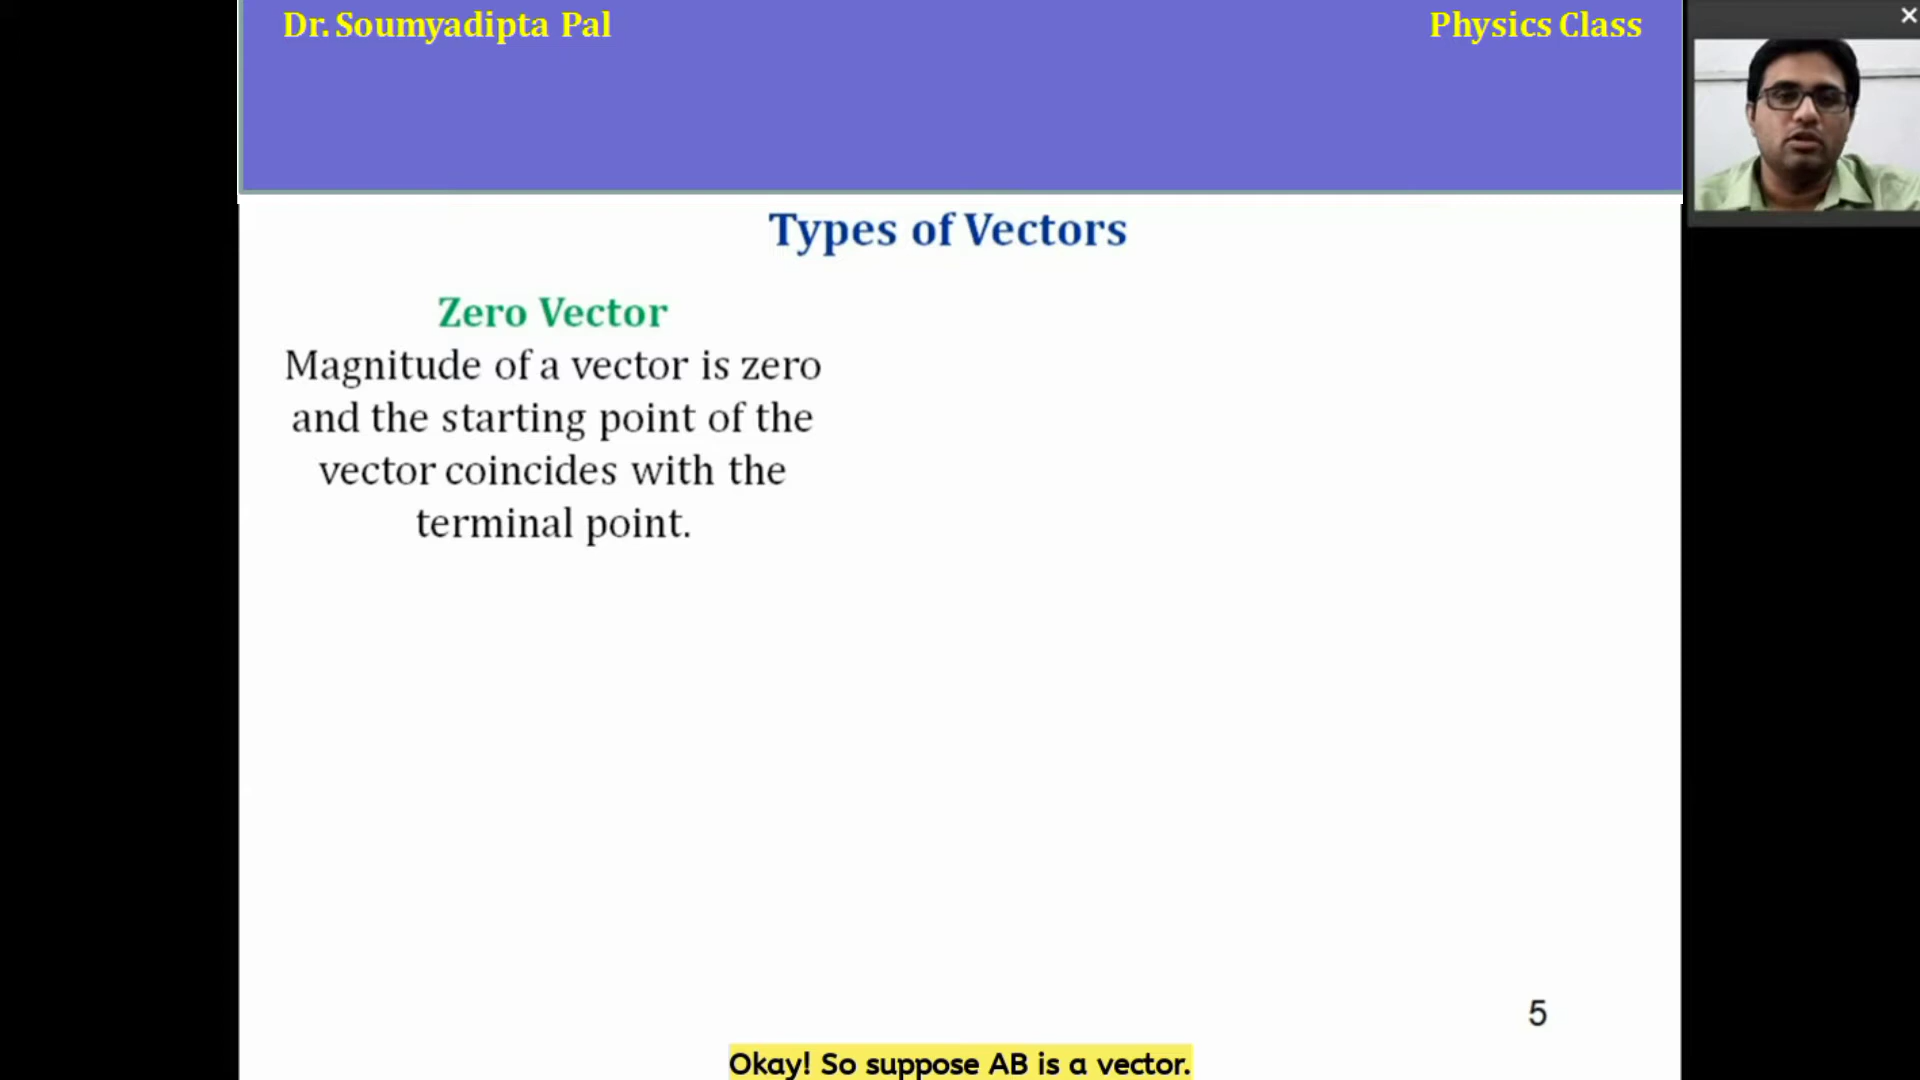 Dr. Soumyadipta Pal
Physics Class
Types of Vectors
Zero Vector
Magnitude of a vector is zero
and the starting point of the
vector coincides with the
terminal point.
5
Okay! So suppose AB is a vector.